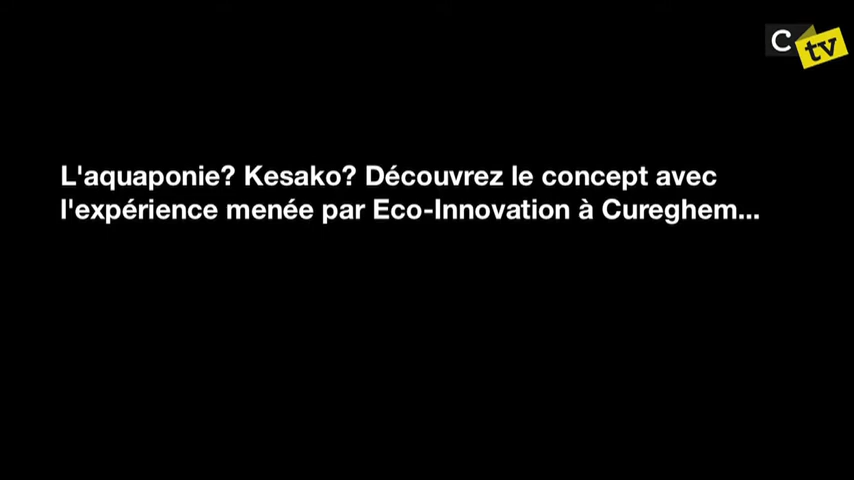 C tv
L'aquaponie? Kesako? Découvrez le concept avec
l'expérience menée par Eco-Innovation à Cureghem...